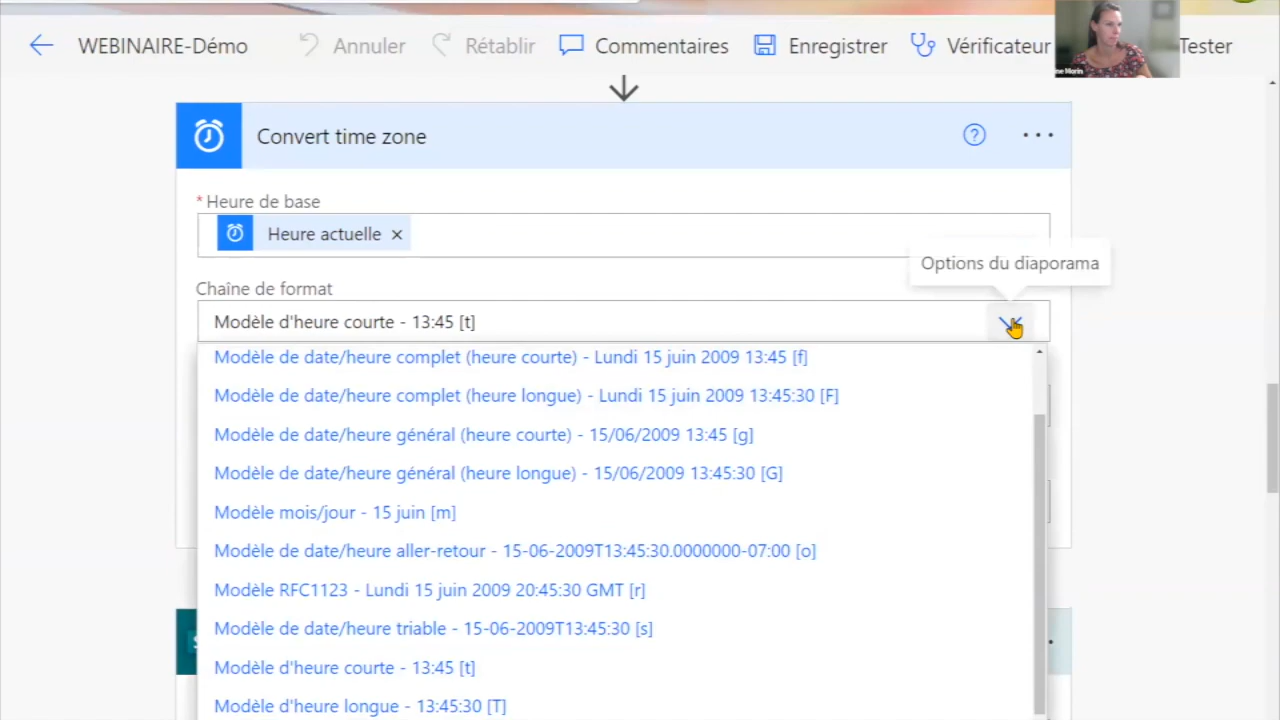 WEBINAIRE-Démo Annuler Rétablir Commentaires Enregistrrer Vérificateur Tester
ne Morin
Convert time zone
* Heure de base
Heure actuelle ×
Options du diaporama
Chaîne de format
Modèle d'heure courte - 13:45 [t]
Modèle de date/heure complet (heure courte) - Lundi 15 juin 2009 13:45 [f]
Modèle de date/heure complet (heure longue) - Lundi 15 juin 2009 13:45:30 [F]
Modèle de date/heure général (heure courte) - 15/06/2009 13:45 [g]
Modèle de date/heure général (heure longue) - 15/06/2009 13:45:30 [G]
Modèle mois/jour - 15 juin [m]
Modèle de date/heure aller-retour - 15-06-2009T13:45:30.0000000-07:00 [o]
Modèle RFC1123 - Lundi 15 juin 2009 20:45:30 GMT [r]
Modèle de date/heure triable - 15-06-2009T13:45:30 [s]
Modèle d'heure courte - 13:45 [t]
Modèle d'heure longue - 13:45:30 [T]